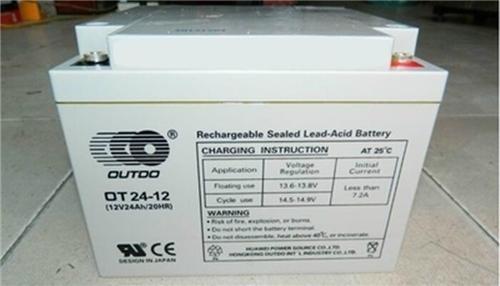 ®
OUTDO
OT 24-12
(12V24Ah/20HR)
Rechargeable Sealed Lead-Acid Battery
CHARGING INSTRUCTION AT 25℃
Application Voltage Regulation Initial Current
Floating use 13.6-13.8V Less than 7.2A
Cycle use 14.5-14.9V
WARNING
• Risk of fire, explosion, or burns.
• Do not short the battery terminal.
• Do not disassemble, heat above 40℃, or incinerate.
HUAWEI POWER SOURCE CO.,LTD.
HONGKONG OUTDO INT'L INDUSTRY CO.,LTD.
CE
DESIGN IN JAPAN